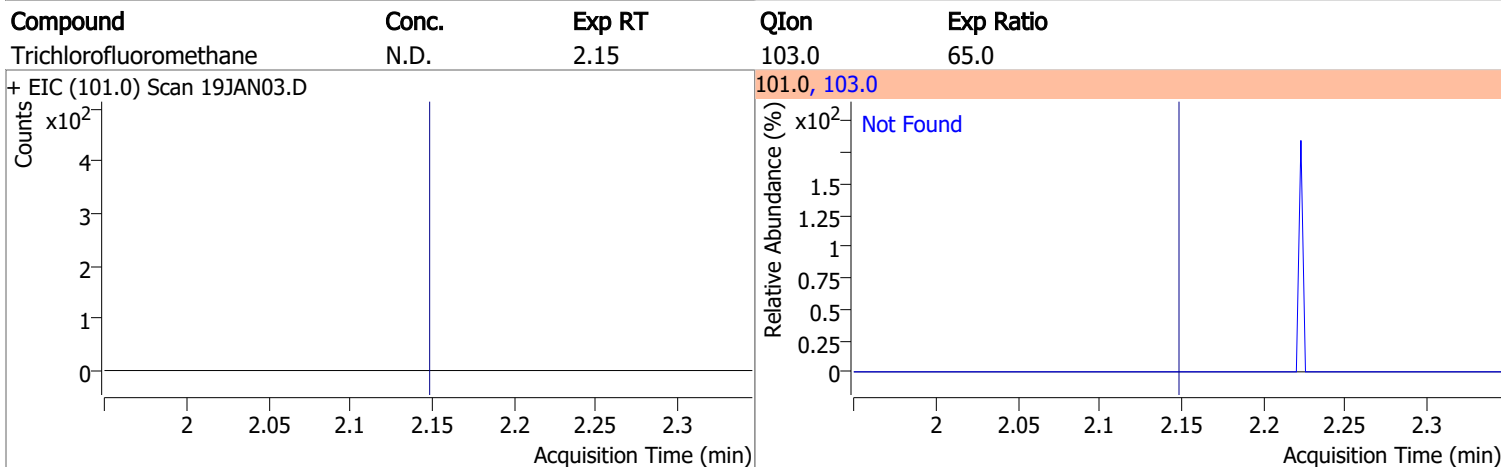 Compound Conc. Exp RT QIon Exp Ratio
Trichlorofluoromethane N.D. 2.15 103.0 65.0
+ EIC (101.0) Scan 19JAN03.D
Counts
x10²
4
3
2
1
0
2 2.05 2.1 2.15 2.2 2.25 2.3
Acquisition Time (min)
101.0, 103.0
Relative Abundance (%)
x10²
Not Found
1.5
1.25
1
0.75
0.5
0.25
0
2 2.05 2.1 2.15 2.2 2.25 2.3
Acquisition Time (min)